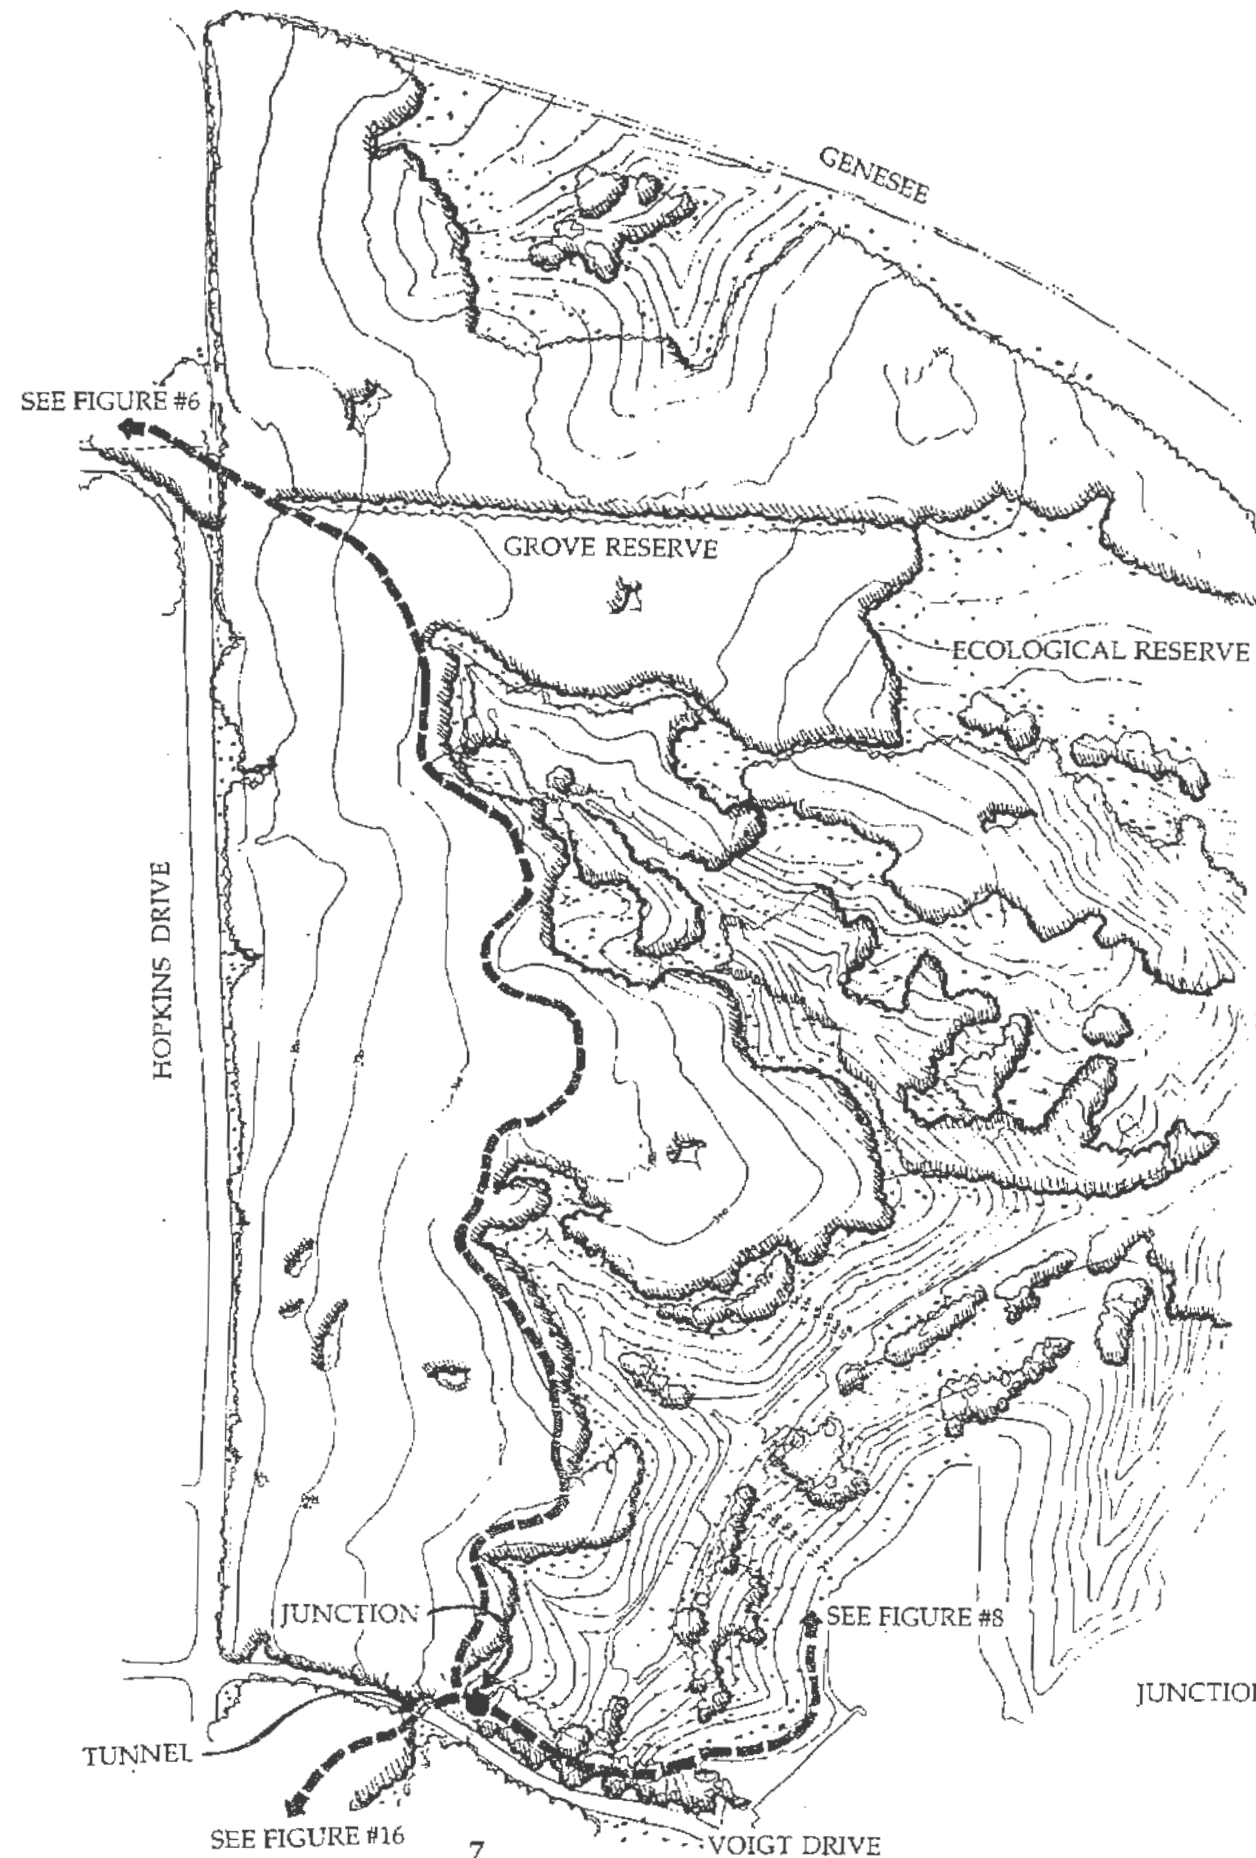 GENESEE
SEE FIGURE #6
GROVE RESERVE
ECOLOGICAL RESERVE
HOPKINS DRIVE
JUNCTION
SEE FIGURE #8
JUNCTIO
TUNNEL
SEE FIGURE #16
7
VOIGT DRIVE